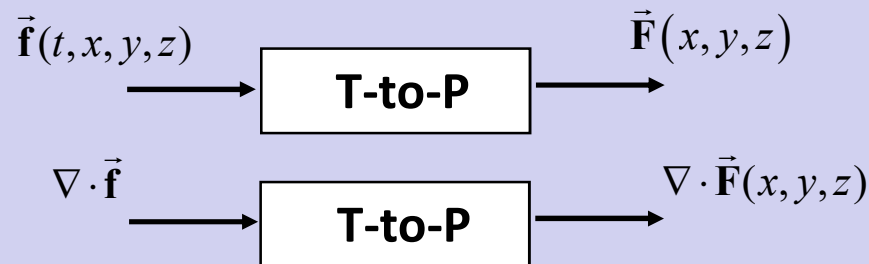 f⃗(t, x, y, z) T-to-P F⃗(x, y, z)
∇ · f⃗ T-to-P ∇ · F⃗(x, y, z)